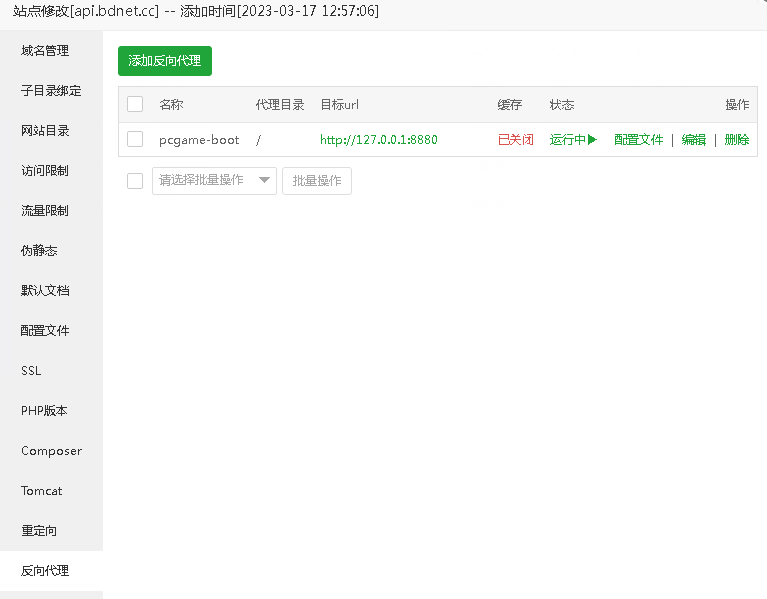 站点修改[api.bdnet.cc] -- 添加时间[2023-03-17 12:57:06]
域名管理
子目录绑定
网站目录
访问限制
流量限制
伪静态
默认文档
配置文件
SSL
PHP版本
Composer
Tomcat
重定向
反向代理
添加反向代理
名称 代理目录 目标url 缓存 状态 操作
pcgame-boot / http://127.0.0.1:8880 已关闭 运行中 配置文件 | 编辑 | 删除
请选择批量操作 批量操作